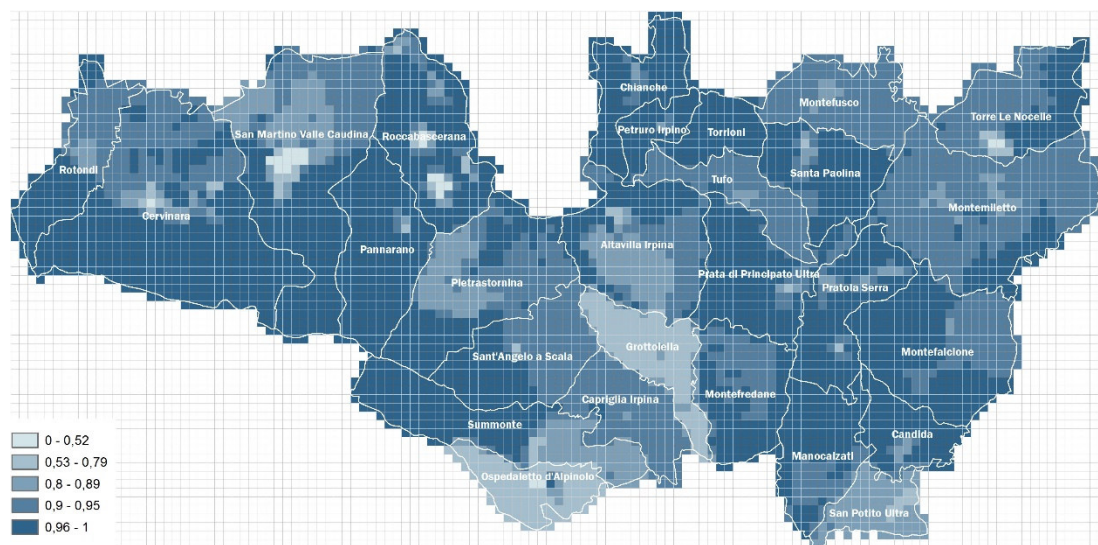 Chianche
Montefusco
Torre Le Nocelle
San Martino Valle Caudina
Roccabascerana
Petruro Irpino
Torrioni
Rotondi
Tufo
Santa Paolina
Cervinara
Montemiletto
Pannarano
Altavilla Irpina
Pietrastornina
Prata di Principato Ultra
Pratola Serra
Grottolella
Sant'Angelo a Scala
Montefalcione
Capriglia Irpina
Montefredane
Summonte
Candida
Manocalzati
Ospedaletto d'Alpinolo
San Potito Ultra
0 - 0,52
0,53 - 0,79
0,8 - 0,89
0,9 - 0,95
0,96 - 1